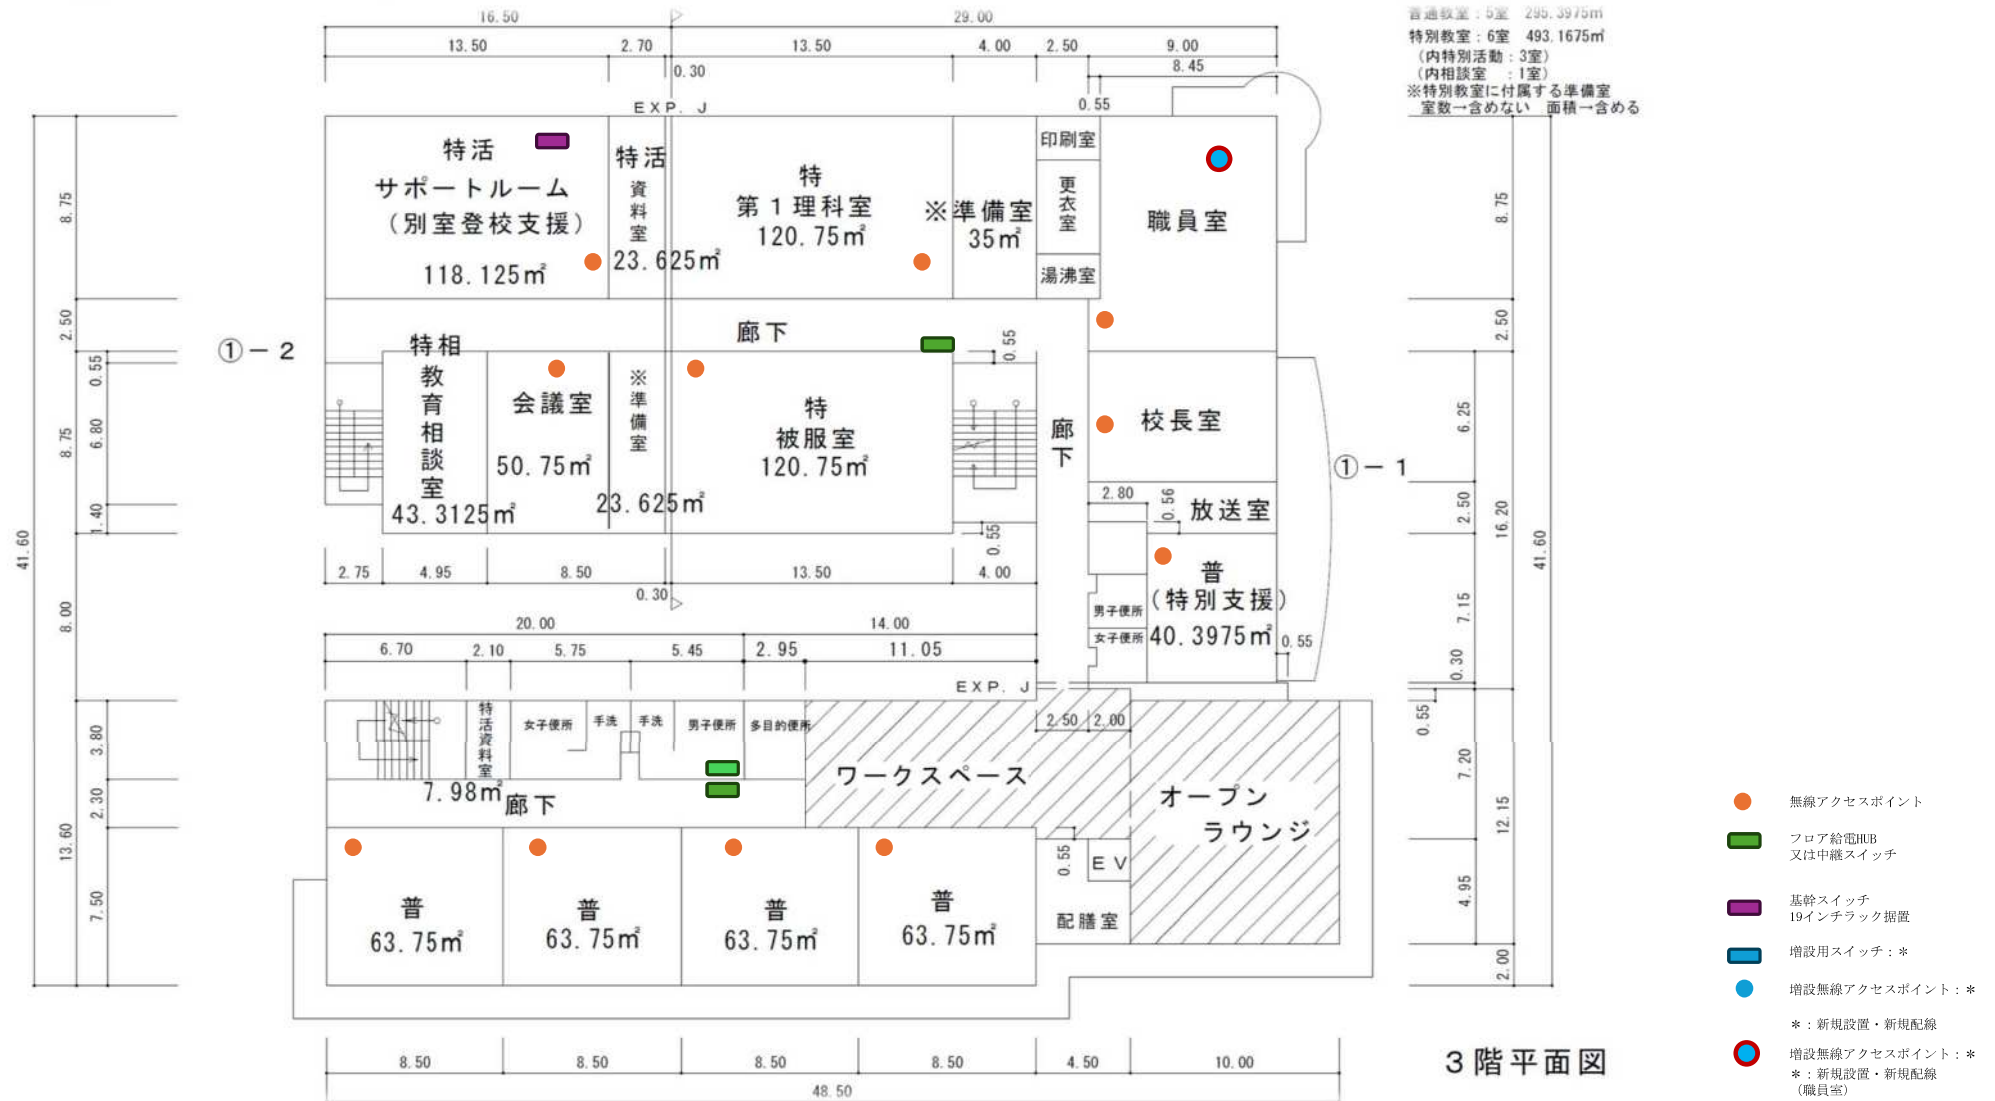 16.50
29.00
13.50
2.70
13.50
4.00
2.50
9.00
0.30
8.45
0.55
EXP. J
普通教室：5室 295.3975㎡
特別教室：6室 493.1675㎡
（内特別活動：3室）
（内相談室 ：1室）
※特別教室に付属する準備室
室数→含めない 面積→含める
特活
サポートルーム
（別室登校支援）
118.125㎡
特活
資料室
23.625㎡
特
第１理科室
120.75㎡
※準備室
35㎡
印刷室
更衣室
湯沸室
職員室
8.75
2.50
0.55
6.80
8.75
1.40
41.60
8.00
3.80
2.30
13.60
7.50
①－２
廊下
0.55
特相
教育相談室
43.3125㎡
会議室
50.75㎡
※準備室
23.625㎡
特
被服室
120.75㎡
0.55
廊下
校長室
①－１
2.80
0.56
放送室
普
（特別支援）
40.3975㎡
0.55
男子便所
女子便所
8.75
2.50
6.25
2.50
16.20
41.60
7.15
0.30
0.55
7.20
12.15
4.95
2.00
2.75
4.95
8.50
13.50
4.00
0.30
20.00
14.00
6.70
2.10
5.75
5.45
2.95
11.05
EXP. J
2.50
2.00
特活資料室
7.98㎡
女子便所
手洗
手洗
男子便所
多目的便所
廊下
ワークスペース
オープン
ラウンジ
0.55
EV
配膳室
普
63.75㎡
普
63.75㎡
普
63.75㎡
普
63.75㎡
8.50
8.50
8.50
8.50
4.50
10.00
48.50
３階平面図
無線アクセスポイント
フロア給電HUB
又は中継スイッチ
基幹スイッチ
19インチラック据置
増設用スイッチ：＊
増設無線アクセスポイント：＊
＊：新規設置・新規配線
増設無線アクセスポイント：＊
＊：新規設置・新規配線
（職員室）